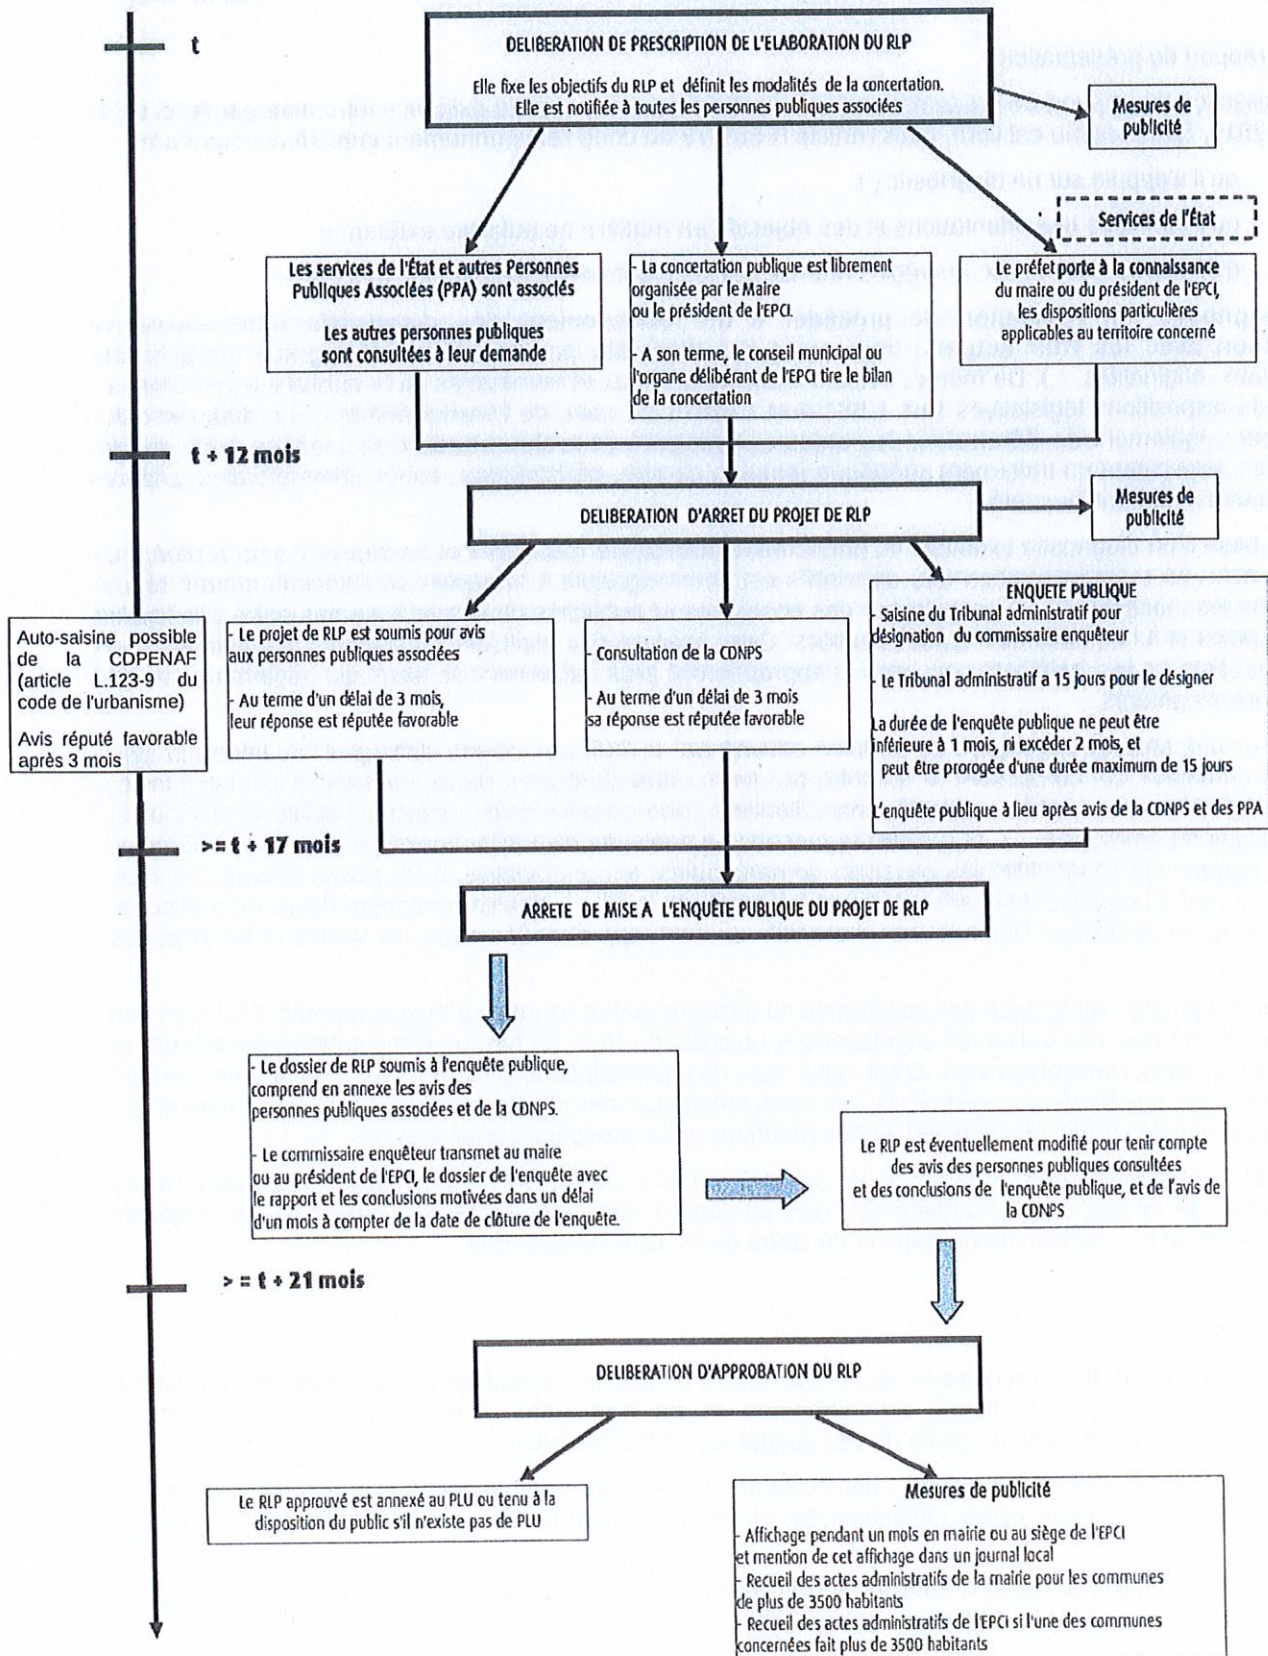 t
DELIBERATION DE PRESCRIPTION DE L'ELABORATION DU RLP
Elle fixe les objectifs du RLP et définit les modalités de la concertation.
Elle est notifiée à toutes les personnes publiques associées
Mesures de
publicité
Services de l'État
Les services de l'État et autres Personnes
Publiques Associées (PPA) sont associés
Les autres personnes publiques
sont consultées à leur demande
- La concertation publique est librement
organisée par le Maire
ou le président de l'EPCI.
- A son terme, le conseil municipal ou
l'organe délibérant de l'EPCI tire le bilan
de la concertation
Le préfet porte à la connaissance
du maire ou du président de l'EPCI,
les dispositions particulières
applicables au territoire concerné
t + 12 mois
DELIBERATION D'ARRET DU PROJET DE RLP
Mesures de
publicité
Auto-saisine possible
de la CDPENAF
(article L.123-9 du
code de l'urbanisme)
Avis réputé favorable
après 3 mois
- Le projet de RLP est soumis pour avis
aux personnes publiques associées
- Au terme d'un délai de 3 mois,
leur réponse est réputée favorable
- Consultation de la CDNPS
- Au terme d'un délai de 3 mois
sa réponse est réputée favorable
ENQUETE PUBLIQUE
- Saisine du Tribunal administratif pour
désignation du commissaire enquêteur
- Le Tribunal administratif a 15 jours pour le désigner
La durée de l'enquête publique ne peut être
inférieure à 1 mois, ni excéder 2 mois, et
peut être prorogée d'une durée maximum de 15 jours
L'enquête publique à lieu après avis de la CDNPS et des PPA
>= t + 17 mois
ARRETE DE MISE A L'ENQUÊTE PUBLIQUE DU PROJET DE RLP
- Le dossier de RLP soumis à l'enquête publique,
comprend en annexe les avis des
personnes publiques associées et de la CDNPS.
- Le commissaire enquêteur transmet au maire
ou au président de l'EPCI, le dossier de l'enquête avec
le rapport et les conclusions motivées dans un délai
d'un mois à compter de la date de clôture de l'enquête.
Le RLP est éventuellement modifié pour tenir compte
des avis des personnes publiques consultées
et des conclusions de l'enquête publique, et de l'avis de
la CDNPS
> = t + 21 mois
DELIBERATION D'APPROBATION DU RLP
Le RLP approuvé est annexé au PLU ou tenu à la
disposition du public s'il n'existe pas de PLU
Mesures de publicité
- Affichage pendant un mois en mairie ou au siège de l'EPCI
et mention de cet affichage dans un journal local
- Recueil des actes administratifs de la mairie pour les communes
de plus de 3500 habitants
- Recueil des actes administratifs de l'EPCI si l'une des communes
concernées fait plus de 3500 habitants